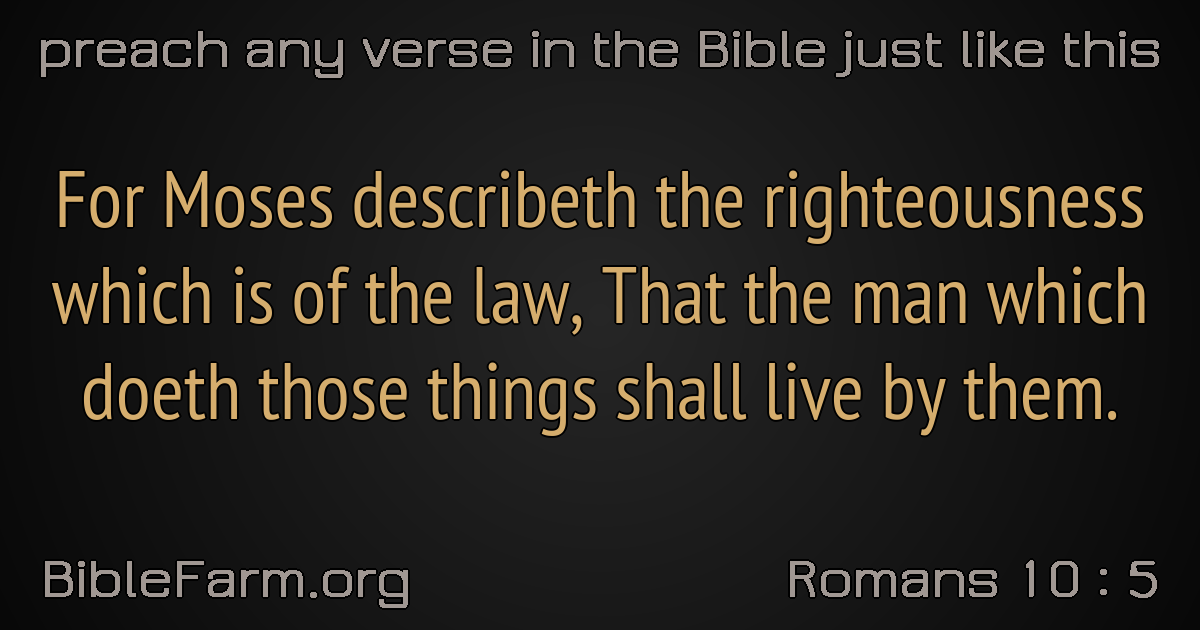 preach any verse in the Bible just like this
For Moses describeth the righteousness
which is of the law, That the man which
doeth those things shall live by them.
BibleFarm.org
Romans 10 : 5